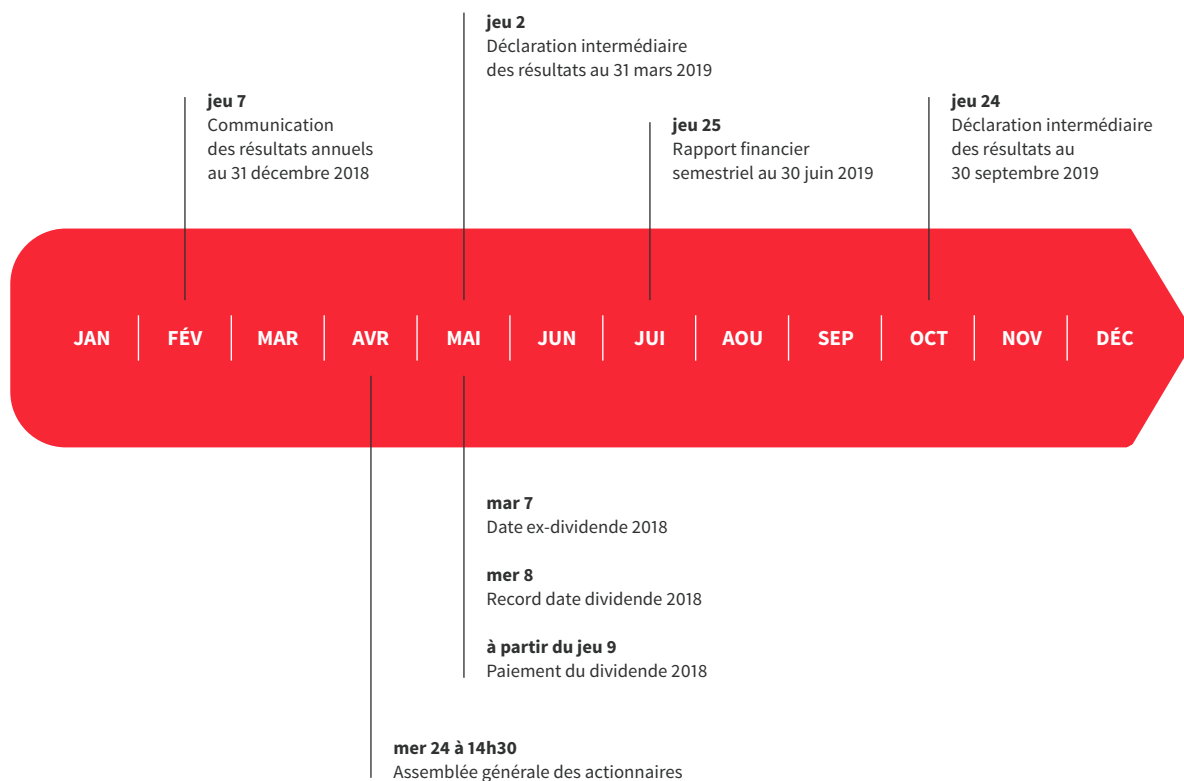 jeu 2
Déclaration intermédiaire
des résultats au 31 mars 2019
jeu 7
Communication
des résultats annuels
au 31 décembre 2018
jeu 25
Rapport financier
semestriel au 30 juin 2019
jeu 24
Déclaration intermédiaire
des résultats au
30 septembre 2019
JAN FÉV MAR AVR MAI JUN JUI AOU SEP OCT NOV DÉC
mar 7
Date ex-dividende 2018
mer 8
Record date dividende 2018
à partir du jeu 9
Paiement du dividende 2018
mer 24 à 14h30
Assemblée générale des actionnaires